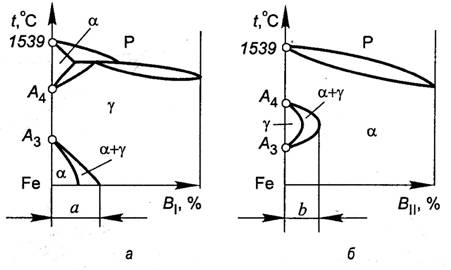 t,°C
α
P
1539
A₄
γ
A₃
α+γ
α
Fe
a
B_I, %
а
t,°C
P
1539
A₄
α+γ
γ
α
A₃
Fe
b
B_II, %
б